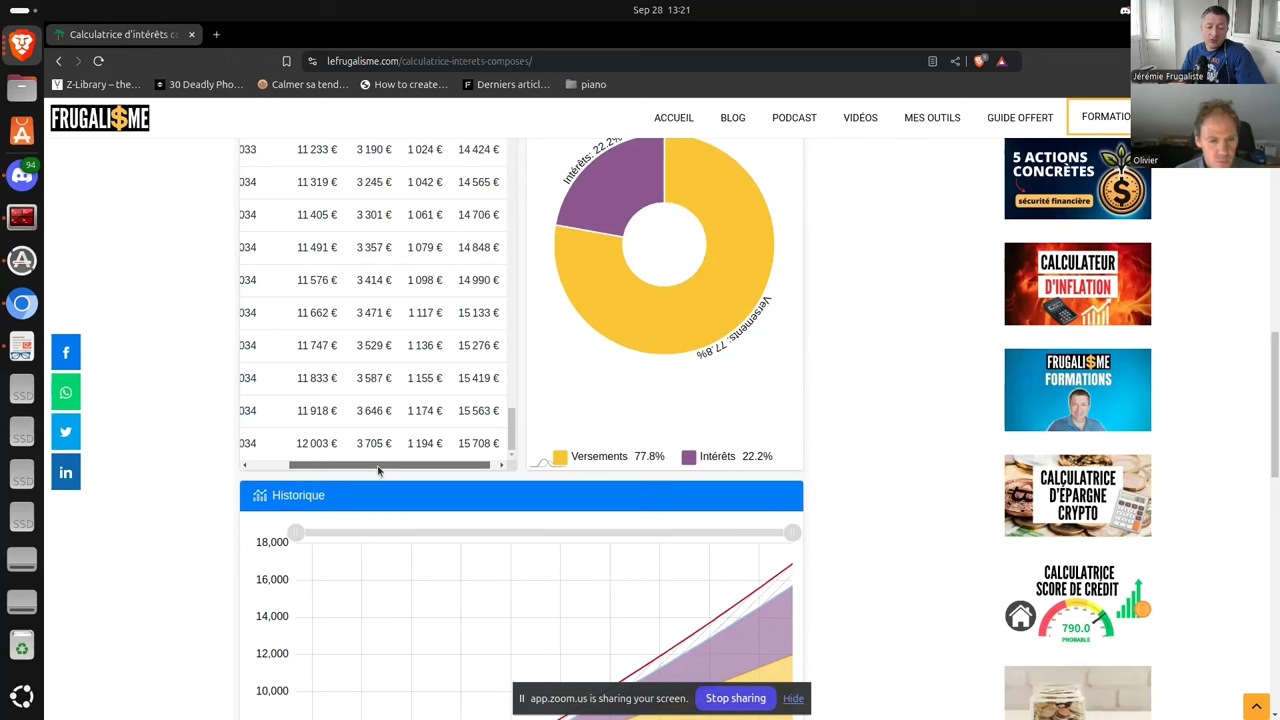 Sep 28 13:21
Calculatrice d'intérêts co
lefrugalisme.com/calculatrice-interets-composes/
Z-Library – the...
30 Deadly Pho...
Calmer sa tend...
How to create...
Derniers articl...
piano
FRUGALI$ME
ACCUEIL
BLOG
PODCAST
VIDÉOS
MES OUTILS
GUIDE OFFERT
FORMATIO
Jérémie Frugaliste
Olivier
94
033 11 233 € 3 190 € 1 024 € 14 424 €
034 11 319 € 3 245 € 1 042 € 14 565 €
034 11 405 € 3 301 € 1 061 € 14 706 €
034 11 491 € 3 357 € 1 079 € 14 848 €
034 11 576 € 3 414 € 1 098 € 14 990 €
034 11 662 € 3 471 € 1 117 € 15 133 €
034 11 747 € 3 529 € 1 136 € 15 276 €
034 11 833 € 3 587 € 1 155 € 15 419 €
034 11 918 € 3 646 € 1 174 € 15 563 €
034 12 003 € 3 705 € 1 194 € 15 708 €
Intérêts: 22.2%
Versements: 77.8%
Versements 77.8%
Intérêts 22.2%
Historique
18,000
16,000
14,000
12,000
10,000
5 ACTIONS
CONCRÈTES
sécurité financière
CALCULATEUR
D'INFLATION
FRUGALI$ME
FORMATIONS
CALCULATRICE
D'ÉPARGNE
CRYPTO
CALCULATRICE
SCORE DE CRÉDIT
790.0
PROBABLE
SSD
SSD
SSD
SSD
app.zoom.us is sharing your screen.
Stop sharing
Hide